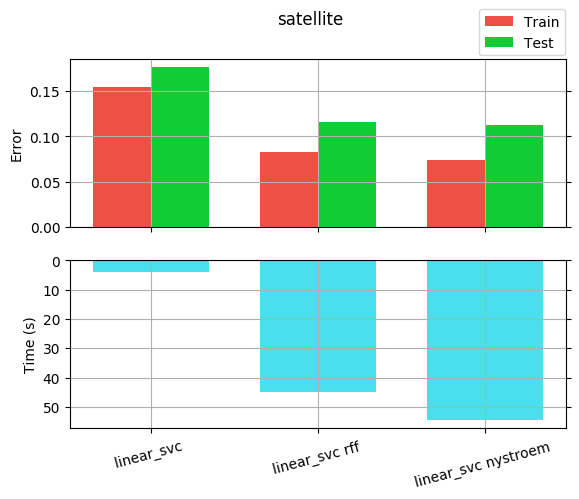 satellite
Train
Test
Error
0.15
0.10
0.05
0.00
Time (s)
0
10
20
30
40
50
linear_svc
linear_svc rff
linear_svc nystroem